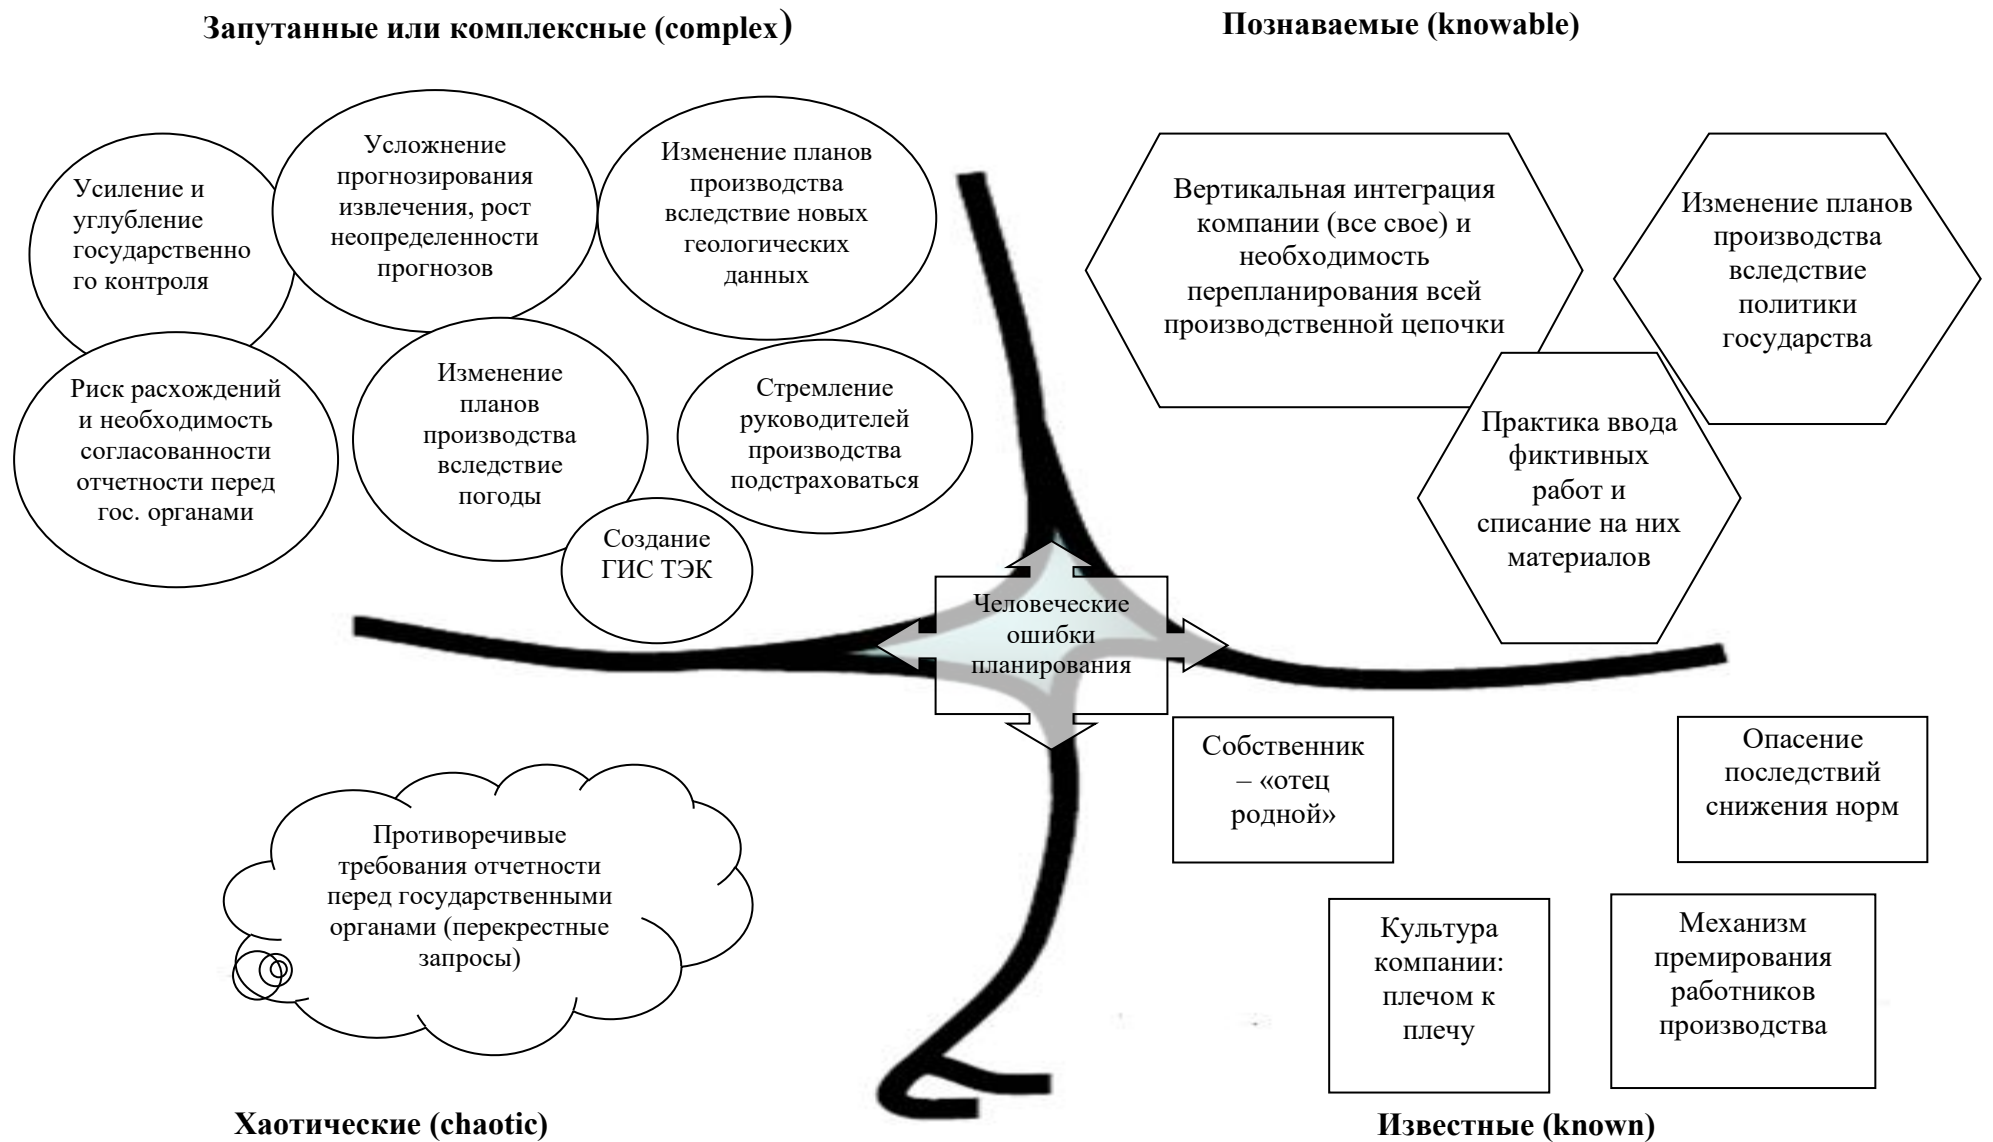 Запутанные или комплексные (complex)
Познаваемые (knowable)
Усиление и
углубление
государственно
го контроля
Усложнение
прогнозирования
извлечения, рост
неопределенности
прогнозов
Изменение планов
производства
вследствие новых
геологических
данных
Риск расхождений
и необходимость
согласованности
отчетности перед
гос. органами
Изменение
планов
производства
вследствие
погоды
Стремление
руководителей
производства
подстраховаться
Создание
ГИС ТЭК
Вертикальная интеграция
компании (все свое) и
необходимость
перепланирования всей
производственной цепочки
Изменение планов
производства
вследствие
политики
государства
Практика ввода
фиктивных
работ и
списание на них
материалов
Человеческие
ошибки
планирования
Противоречивые
требования отчетности
перед государственными
органами (перекрестные
запросы)
Собственник
– «отец
родной»
Опасение
последствий
снижения норм
Культура
компании:
плечом к
плечу
Механизм
премирования
работников
производства
Хаотические (chaotic)
Известные (known)